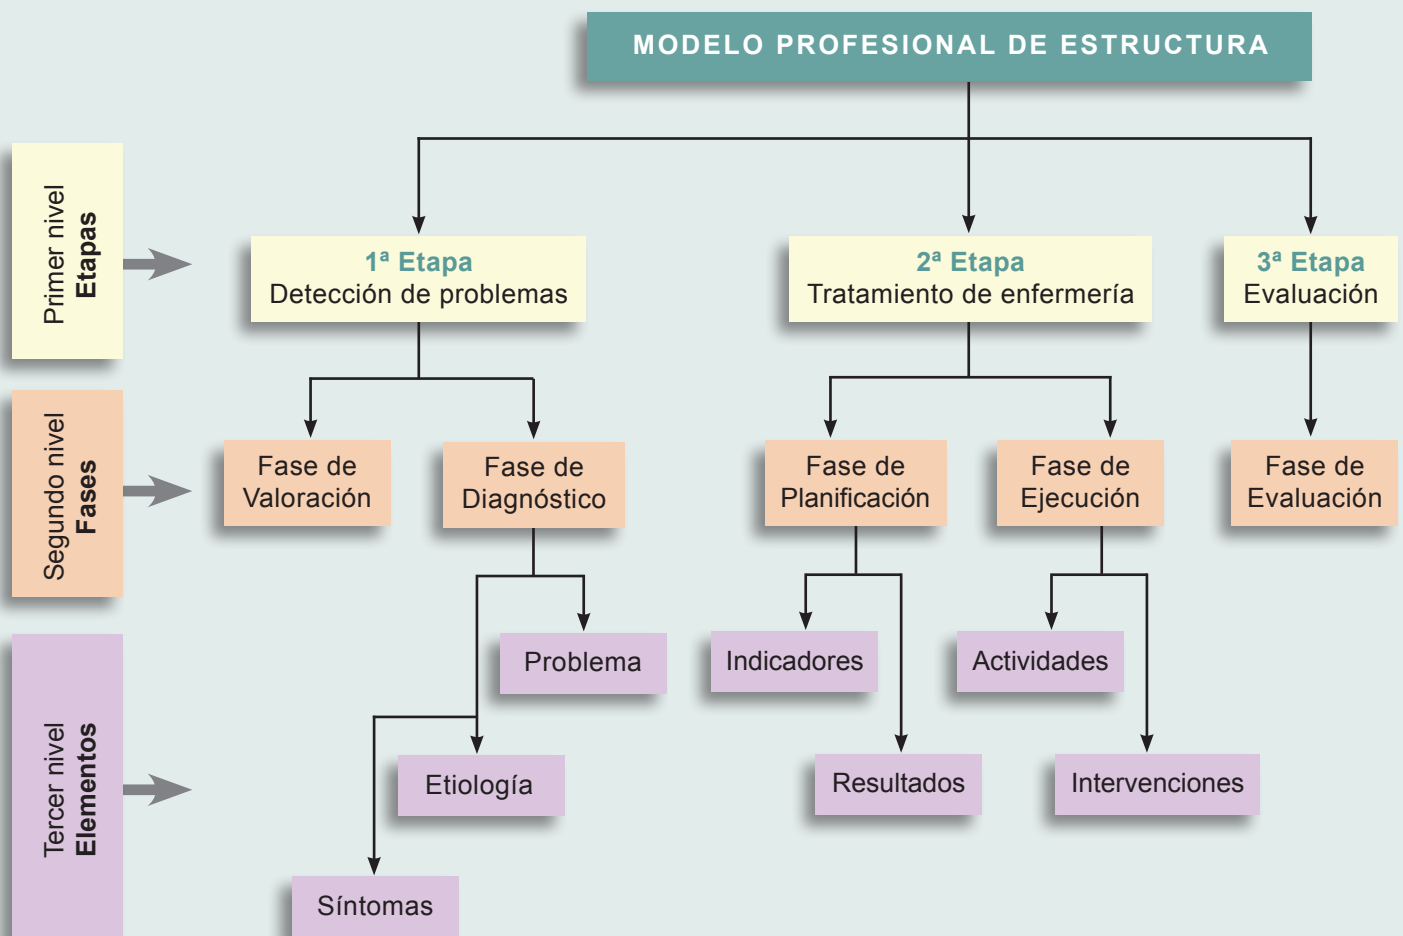 MODELO PROFESIONAL DE ESTRUCTURA
Primer nivel
Etapas
1ª Etapa
Detección de problemas
2ª Etapa
Tratamiento de enfermería
3ª Etapa
Evaluación
Segundo nivel
Fases
Fase de
Valoración
Fase de
Diagnóstico
Fase de
Planificación
Fase de
Ejecución
Fase de
Evaluación
Tercer nivel
Elementos
Problema
Indicadores
Actividades
Etiología
Resultados
Intervenciones
Síntomas